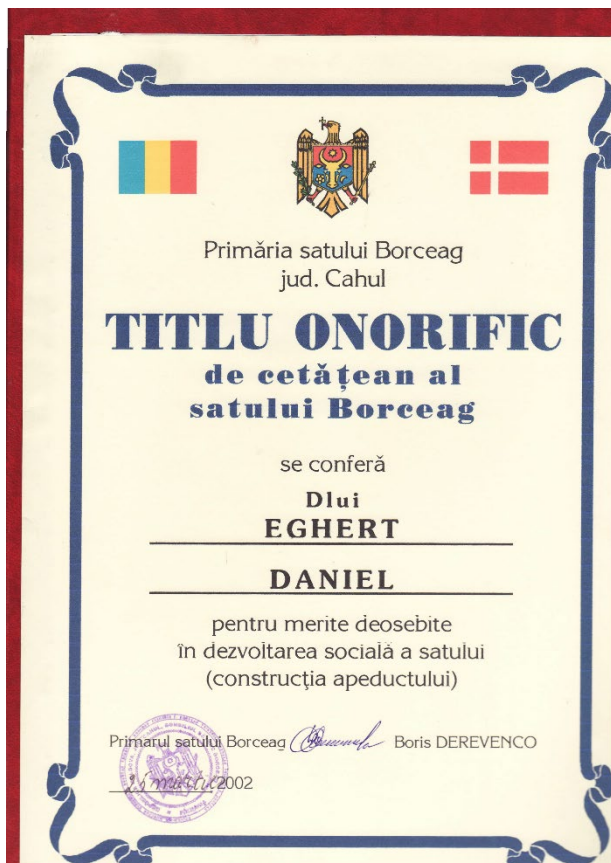 Primăria satului Borceag
jud. Cahul
TITLU ONORIFIC
de cetățean al
satului Borceag
se conferă
Dlui
EGHERT
DANIEL
pentru merite deosebite
în dezvoltarea socială a satului
(construcția apeductului)
Primarul satului Borceag Boris DEREVENCO
martie 2002